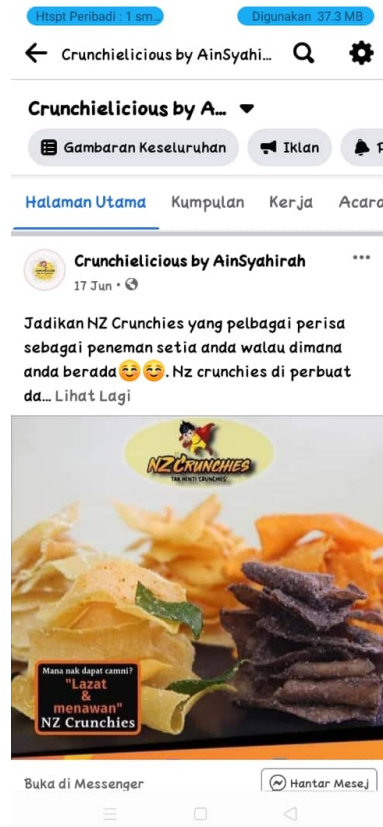 Htspt Peribadi : 1 sm...
Digunakan 37.3 MB
Crunchielicious by AinSyahi...
Crunchielicious by A...
Gambaran Keseluruhan
Iklan
Halaman Utama
Kumpulan
Kerja
Acara
Crunchielicious by AinSyahirah
17 Jun •
Jadikan NZ Crunchies yang pelbagai perisa
sebagai peneman setia anda walau dimana
anda berada😊😊. Nz crunchies di perbuat
da... Lihat Lagi
NZ CRUNCHIES
TAK HENTI 'CRUNCHIES'
Mana nak dapat camni?
"Lazat
&
menawan"
NZ Crunchies
Buka di Messenger
Hantar Mesej